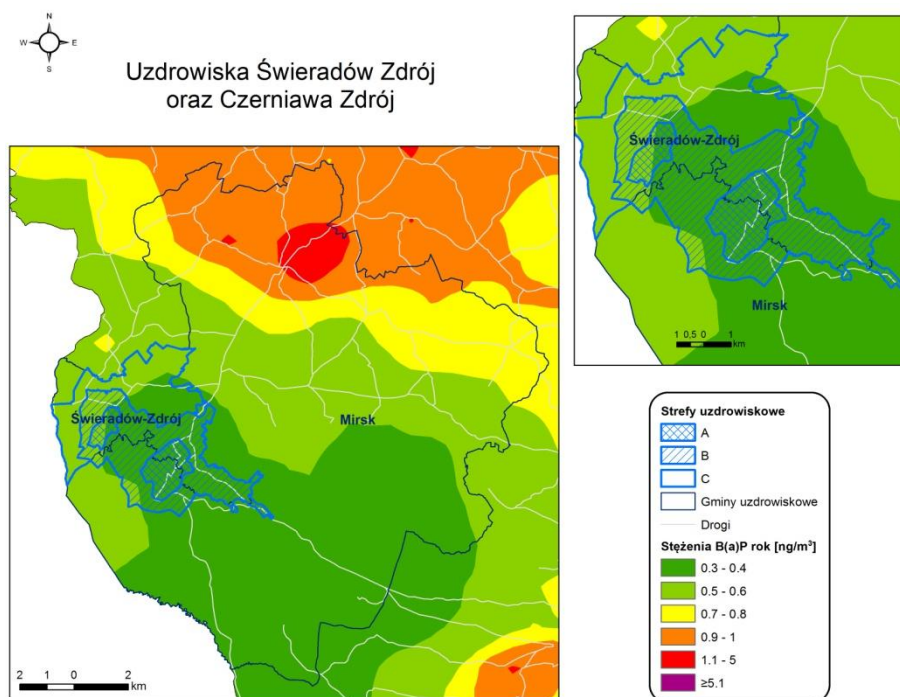 N
W E
S
Uzdrowiska Świeradów Zdrój
oraz Czerniawa Zdrój
Świeradów-Zdrój
Mirsk
2 1 0 2
km
Świeradów-Zdrój
Mirsk
1 0,5 0 1
km
Strefy uzdrowiskowe
A
B
C
Gminy uzdrowiskowe
Drogi
Stężenia B(a)P rok [ng/m³]
0.3 - 0.4
0.5 - 0.6
0.7 - 0.8
0.9 - 1
1.1 - 5
≥5.1